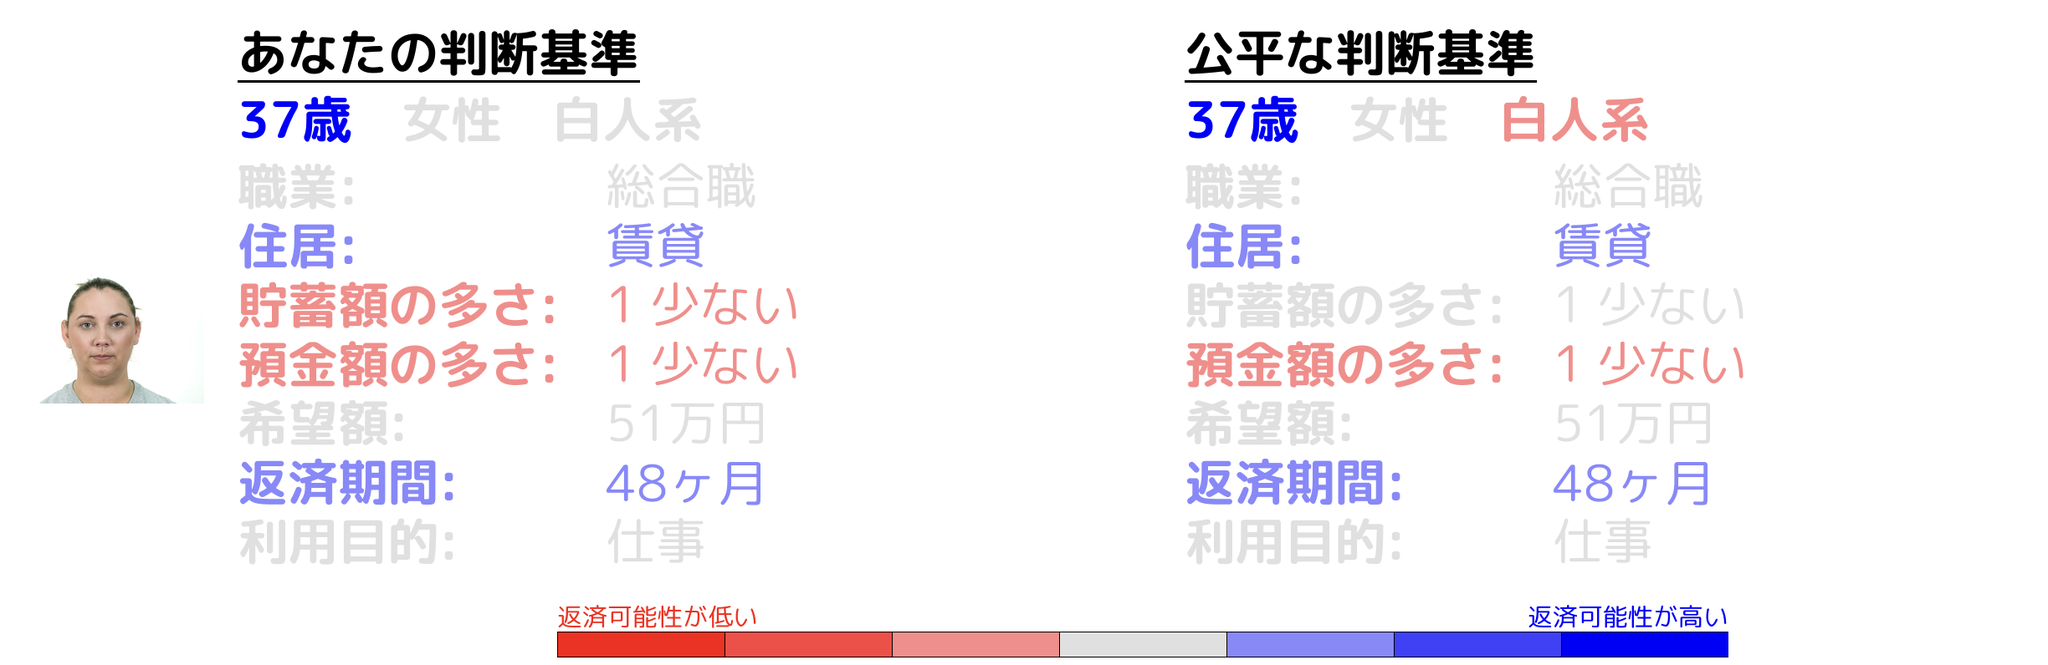 あなたの判断基準
37歳 女性 白人系
職業: 総合職
住居: 賃貸
貯蓄額の多さ: 1 少ない
預金額の多さ: 1 少ない
希望額: 51万円
返済期間: 48ヶ月
利用目的: 仕事
公平な判断基準
37歳 女性 白人系
職業: 総合職
住居: 賃貸
貯蓄額の多さ: 1 少ない
預金額の多さ: 1 少ない
希望額: 51万円
返済期間: 48ヶ月
利用目的: 仕事
返済可能性が低い
返済可能性が高い